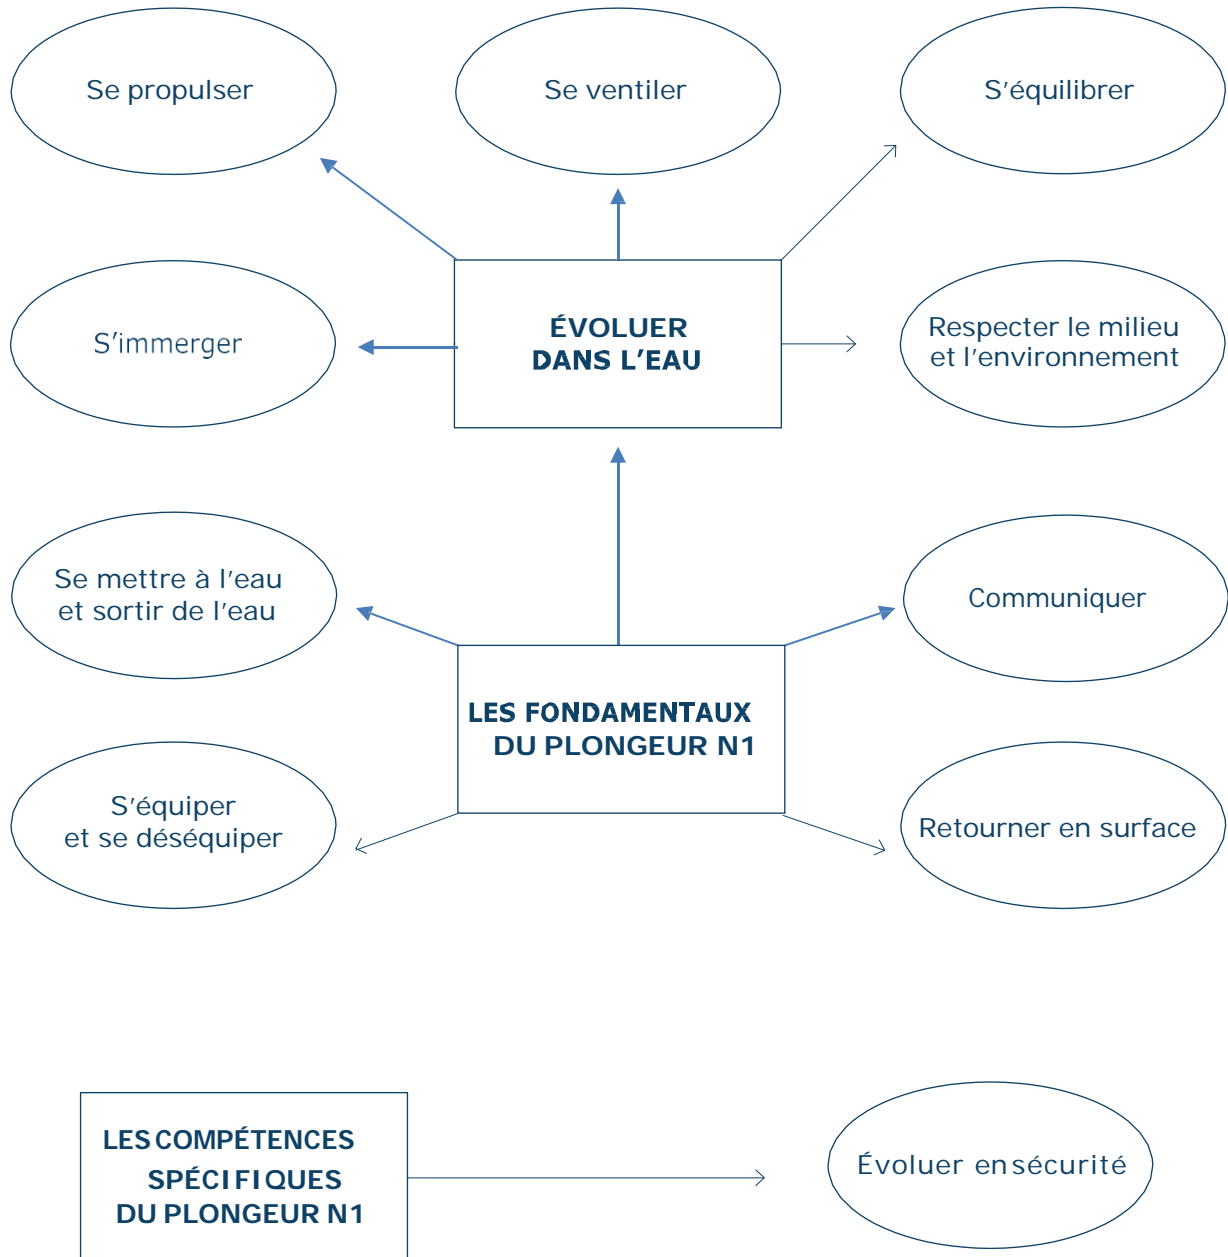 Se propulser
Se ventiler
S'équilibrer
S'immerger
ÉVOLUER
DANS L'EAU
Respecter le milieu
et l'environnement
Se mettre à l'eau
et sortir de l'eau
Communiquer
LES FONDAMENTAUX
DU PLONGEUR N1
S'équiper
et se déséquiper
Retourner en surface
LES COMPÉTENCES
SPÉCIFIQUES
DU PLONGEUR N1
Évoluer en sécurité